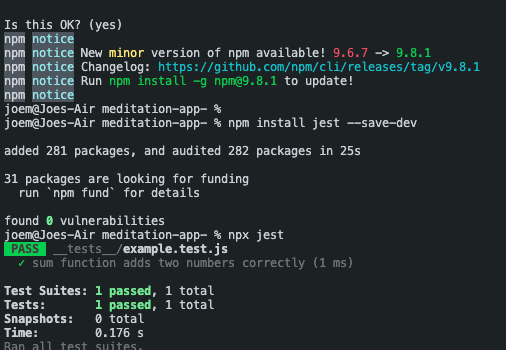 Is this OK? (yes)
npm notice
npm notice New minor version of npm available! 9.6.7 -> 9.8.1
npm notice Changelog: https://github.com/npm/cli/releases/tag/v9.8.1
npm notice Run npm install -g npm@9.8.1 to update!
npm notice
joem@Joes-Air meditation-app- %
joem@Joes-Air meditation-app- % npm install jest --save-dev
added 281 packages, and audited 282 packages in 25s
31 packages are looking for funding
run `npm fund` for details
found 0 vulnerabilities
joem@Joes-Air meditation-app- % npx jest
PASS __tests__/example.test.js
✓ sum function adds two numbers correctly (1 ms)
Test Suites: 1 passed, 1 total
Tests: 1 passed, 1 total
Snapshots: 0 total
Time: 0.176 s
Ran all test suites.